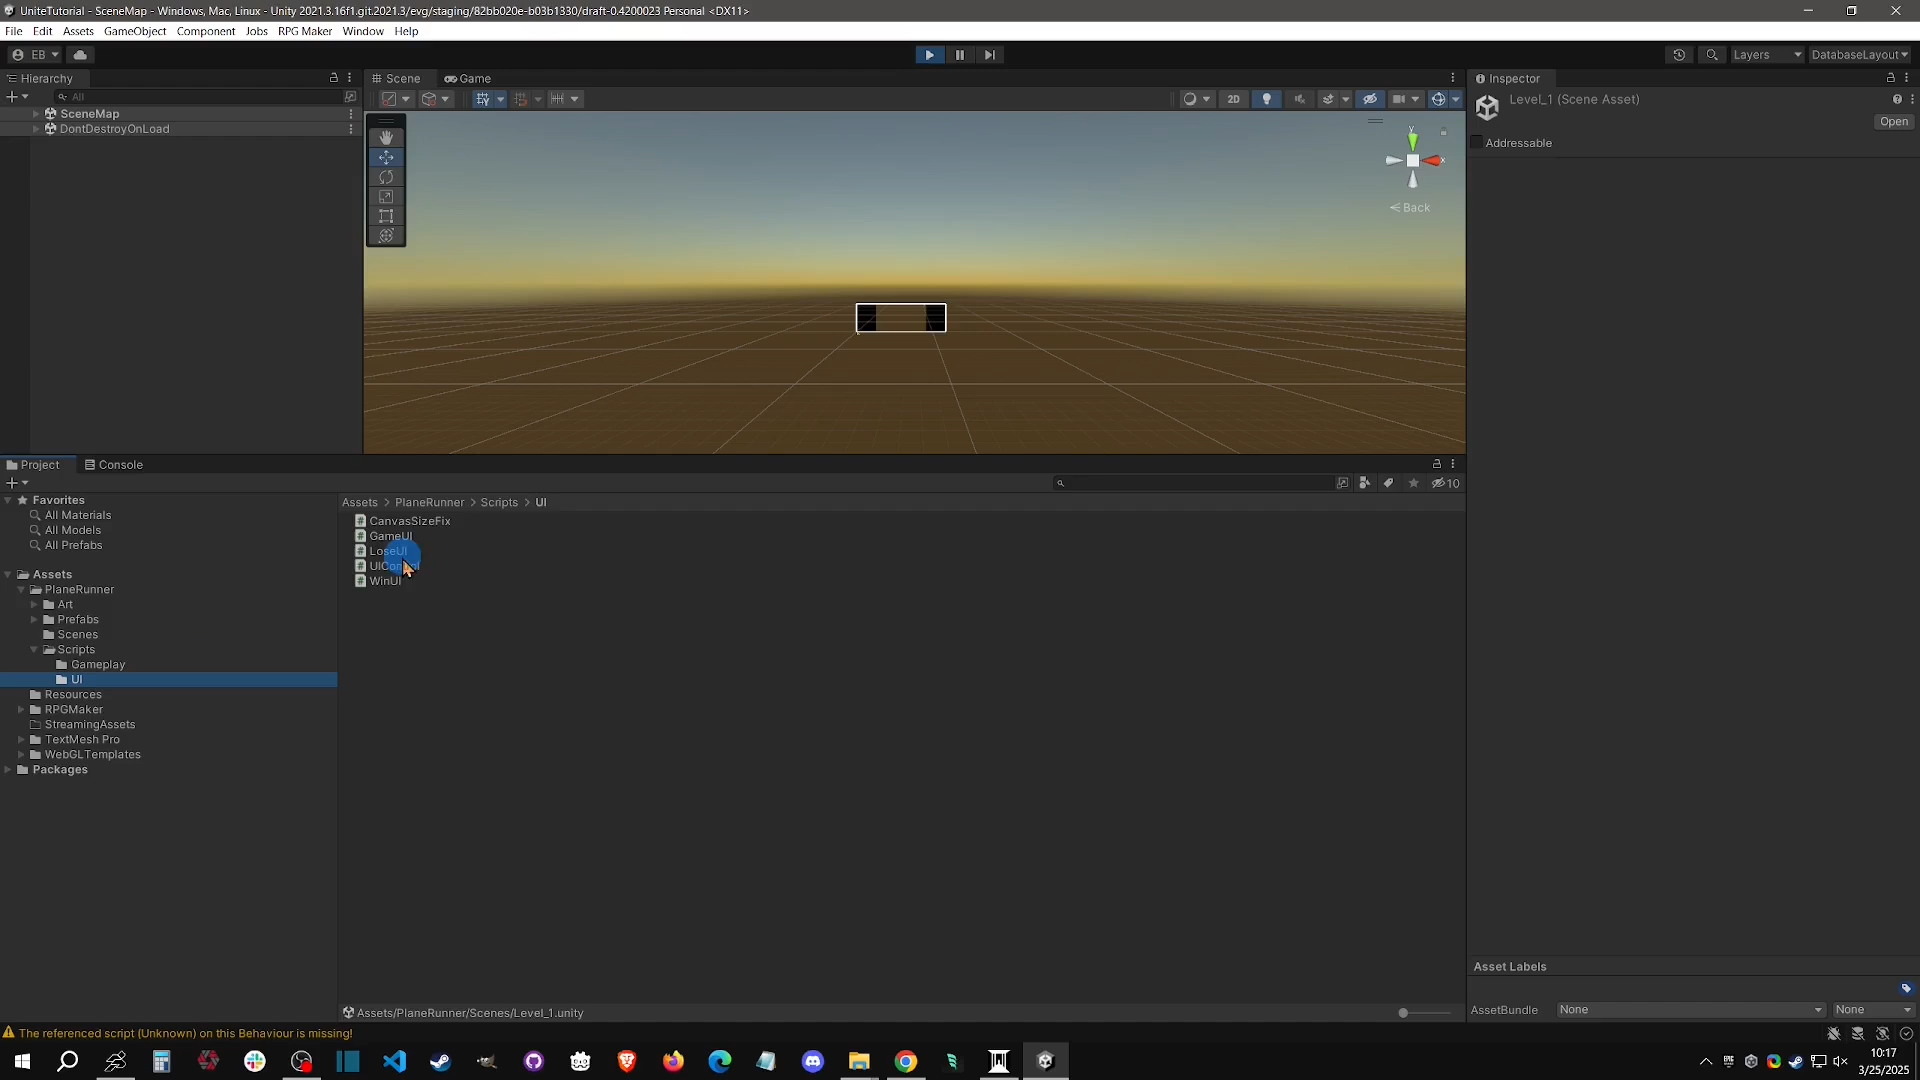 UniteTutorial - SceneMap - Windows, Mac, Linux - Unity 2021.3.16f1.git.2021.3/evg/staging/82bb020e-b03b1330/draft-0.4200023 Personal <DX11>
File Edit Assets GameObject Component Jobs RPG Maker Window Help
EB Layers DatabaseLayout
Hierarchy Scene Game Inspector
All
SceneMap
DontDestroyOnLoad
2D
Level_1 (Scene Asset)
Open
Addressable
y
x
Back
Project Console
10
Favorites
All Materials
All Models
All Prefabs
Assets
PlaneRunner
Art
Prefabs
Scenes
Scripts
Gameplay
UI
Resources
RPGMaker
StreamingAssets
TextMesh Pro
WebGLTemplates
Packages
Assets > PlaneRunner > Scripts > UI
CanvasSizeFix
GameUI
LoseUI
WinUI
Assets/PlaneRunner/Scenes/Level_1.unity
Asset Labels
AssetBundle None None
The referenced script (Unknown) on this Behaviour is missing!
10:17
3/25/2025